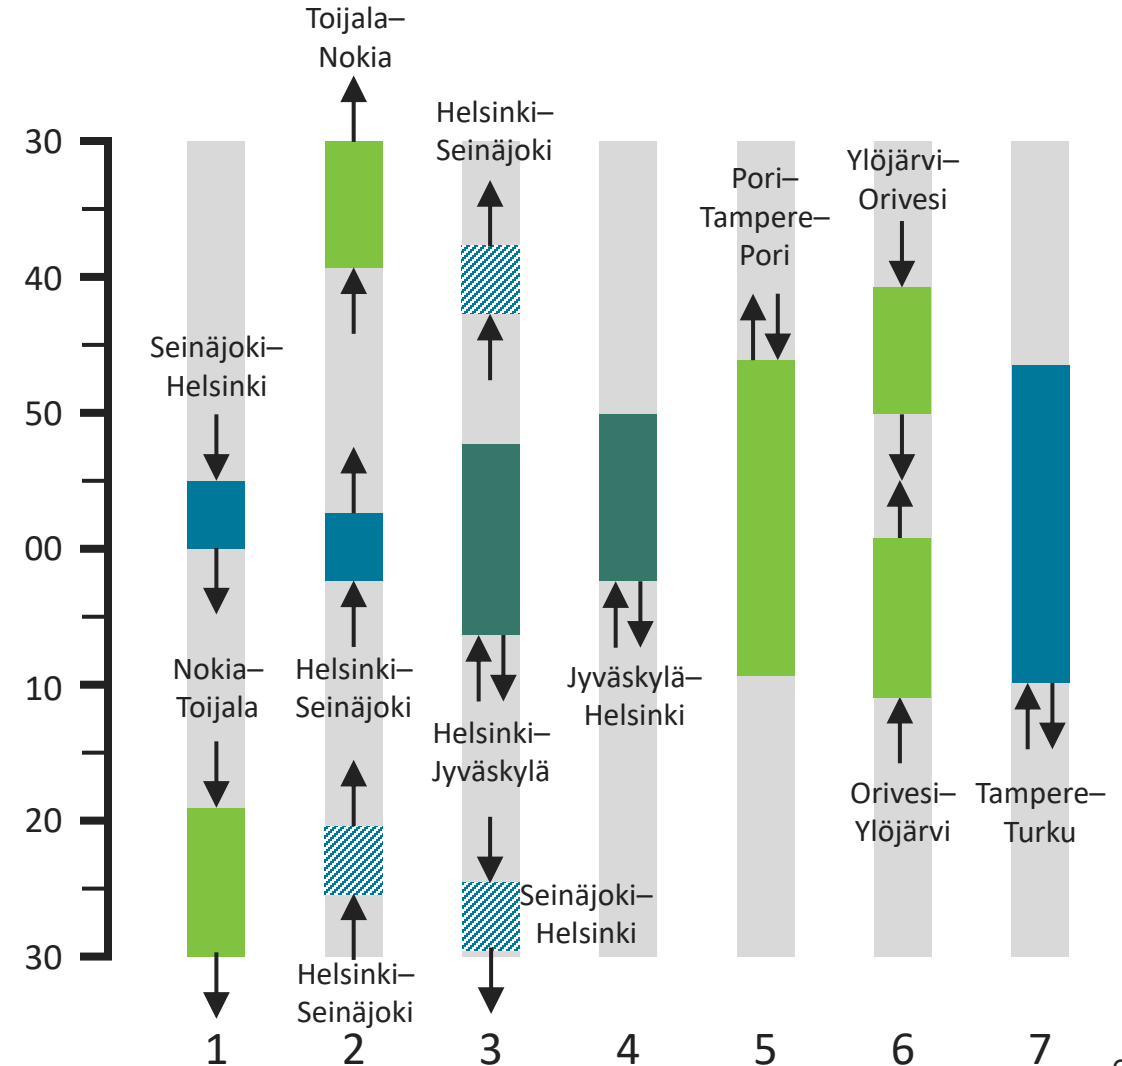 Toijala–
Nokia
Helsinki–
Seinäjoki
30
Ylöjärvi–
Orivesi
Pori–
Tampere–
Pori
40
Seinäjoki–
Helsinki
50
00
Nokia–
Toijala
Helsinki–
Seinäjoki
Jyväskylä–
Helsinki
10
Helsinki–
Jyväskylä
Orivesi–
Ylöjärvi
Tampere–
Turku
20
Seinäjoki–
Helsinki
30
Helsinki–
Seinäjoki
1 2 3 4 5 6 7